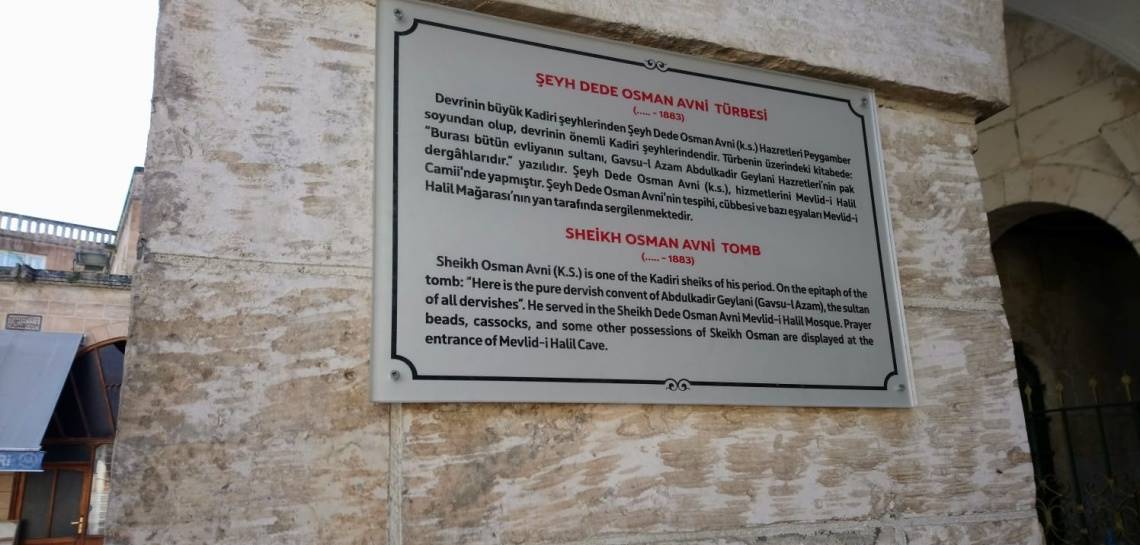 ŞEYH DEDE OSMAN AVNİ TÜRBESİ
(..... - 1883)
Devrinin büyük Kadiri şeyhlerinden Şeyh Dede Osman Avni (k.s.) Hazretleri Peygamber
soyundan olup, devrinin önemli Kadiri şeyhlerindendir. Türbenin üzerindeki kitabede:
"Burası bütün evliyanın sultanı, Gavsu-l Azam Abdulkadir Geylani Hazretleri'nin pak
dergâhlarıdır." yazılıdır. Şeyh Dede Osman Avni (k.s.), hizmetlerini Mevlid-i Halil
Camii'nde yapmıştır. Şeyh Dede Osman Avni'nin tespihi, cübbesi ve bazı eşyaları Mevlid-i
Halil Mağarası'nın yan tarafında sergilenmektedir.
SHEİKH OSMAN AVNİ TOMB
(..... - 1883)
Sheikh Osman Avni (K.S.) is one of the Kadiri sheiks of his period. On the epitaph of the
tomb: "Here is the pure dervish convent of Abdulkadir Geylani (Gavsu-l Azam), the sultan
of all dervishes". He served in the Sheikh Dede Osman Avni Mevlid-i Halil Mosque. Prayer
beads, cassocks, and some other possessions of Skeikh Osman are displayed at the
entrance of Mevlid-i Halil Cave.